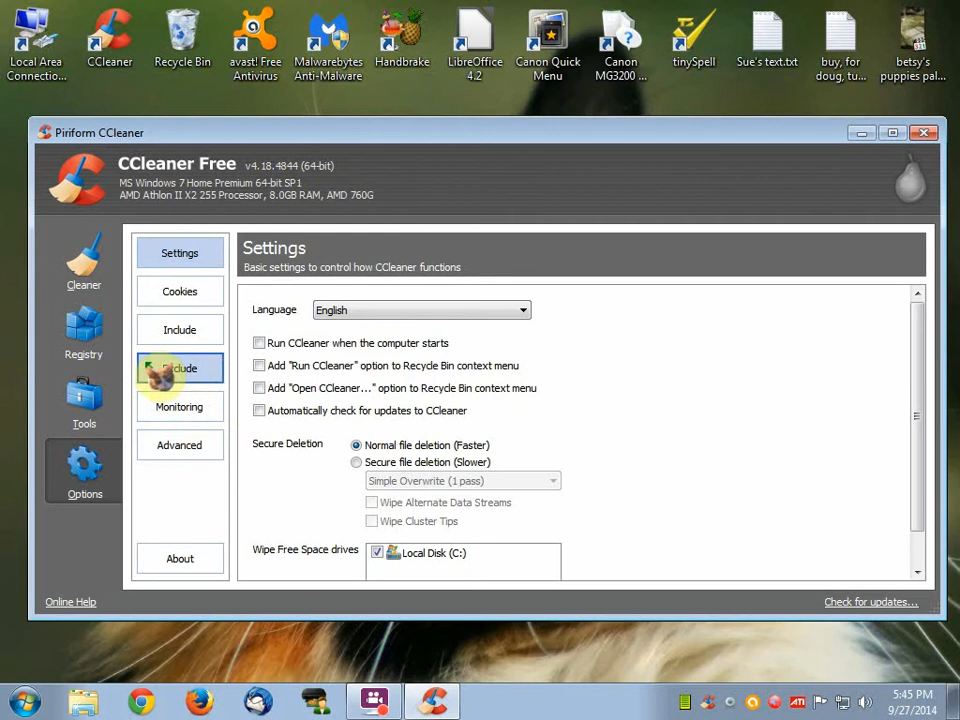 Local Area
Connectio...
CCleaner
Recycle Bin
avast! Free
Antivirus
Malwarebytes
Anti-Malware
Handbrake
LibreOffice
4.2
Canon Quick
Menu
Canon
MG3200 ...
tinySpell
Sue's text.txt
buy, for
doug, tu...
betsy's
puppies pal...
Piriform CCleaner
CCleaner Free v4.18.4844 (64-bit)
MS Windows 7 Home Premium 64-bit SP1
AMD Athlon II X2 255 Processor, 8.0GB RAM, AMD 760G
Cleaner
Registry
Tools
Options
Settings
Cookies
Include
clude
Monitoring
Advanced
About
Settings
Basic settings to control how CCleaner functions
Language
English
Run CCleaner when the computer starts
Add "Run CCleaner" option to Recycle Bin context menu
Add "Open CCleaner..." option to Recycle Bin context menu
Automatically check for updates to CCleaner
Secure Deletion
Normal file deletion (Faster)
Secure file deletion (Slower)
Simple Overwrite (1 pass)
Wipe Alternate Data Streams
Wipe Cluster Tips
Wipe Free Space drives
Local Disk (C:)
Online Help
Check for updates...
ATI
5:45 PM
9/27/2014